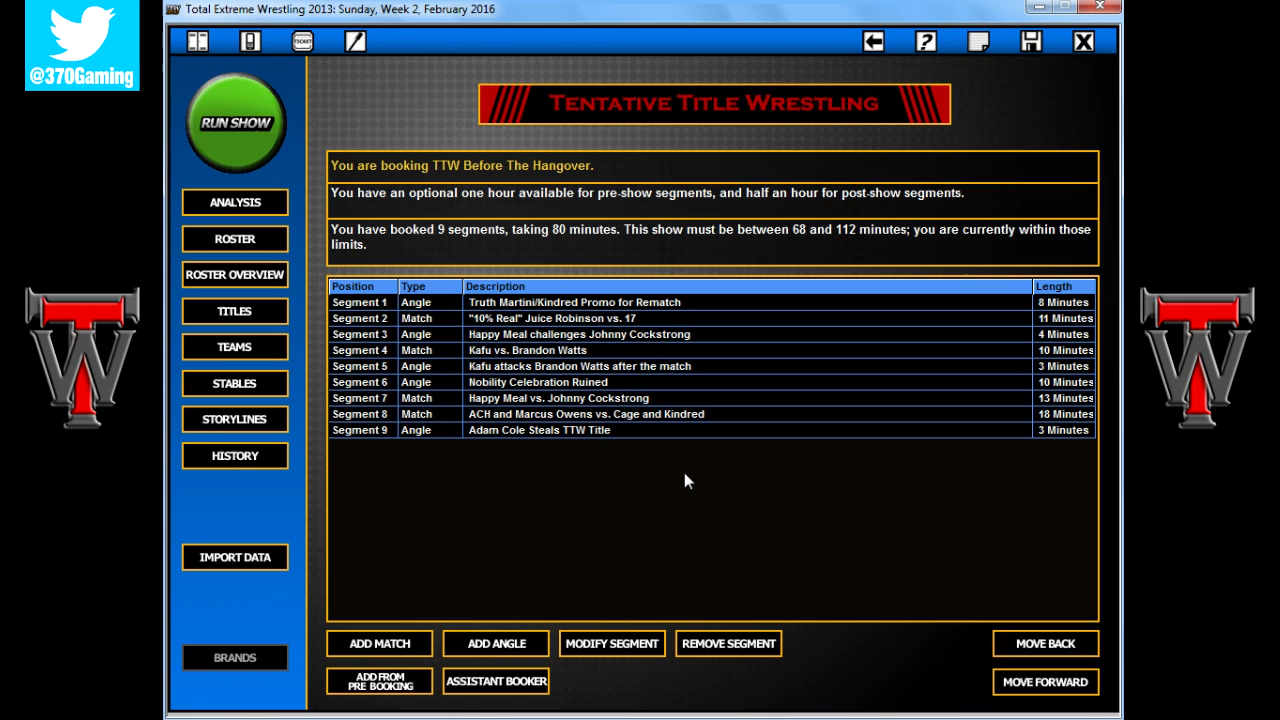 Total Extreme Wrestling 2013: Sunday, Week 2, February 2016
@370Gaming
TICKET
?
X
RUN SHOW
TENTATIVE TITLE WRESTLING
You are booking TTW Before The Hangover.
You have an optional one hour available for pre-show segments, and half an hour for post-show segments.
You have booked 9 segments, taking 80 minutes. This show must be between 68 and 112 minutes; you are currently within those
limits.
ANALYSIS
ROSTER
ROSTER OVERVIEW
TITLES
TEAMS
STABLES
STORYLINES
HISTORY
IMPORT DATA
BRANDS
Position Type Description Length
Segment 1 Angle Truth Martini/Kindred Promo for Rematch 8 Minutes
Segment 2 Match "10% Real" Juice Robinson vs. 17 11 Minutes
Segment 3 Angle Happy Meal challenges Johnny Cockstrong 4 Minutes
Segment 4 Match Kafu vs. Brandon Watts 10 Minutes
Segment 5 Angle Kafu attacks Brandon Watts after the match 3 Minutes
Segment 6 Angle Nobility Celebration Ruined 10 Minutes
Segment 7 Match Happy Meal vs. Johnny Cockstrong 13 Minutes
Segment 8 Match ACH and Marcus Owens vs. Cage and Kindred 18 Minutes
Segment 9 Angle Adam Cole Steals TTW Title 3 Minutes
ADD MATCH ADD ANGLE MODIFY SEGMENT REMOVE SEGMENT MOVE BACK
ADD FROM
PRE BOOKING
ASSISTANT BOOKER MOVE FORWARD
TTW
TTW